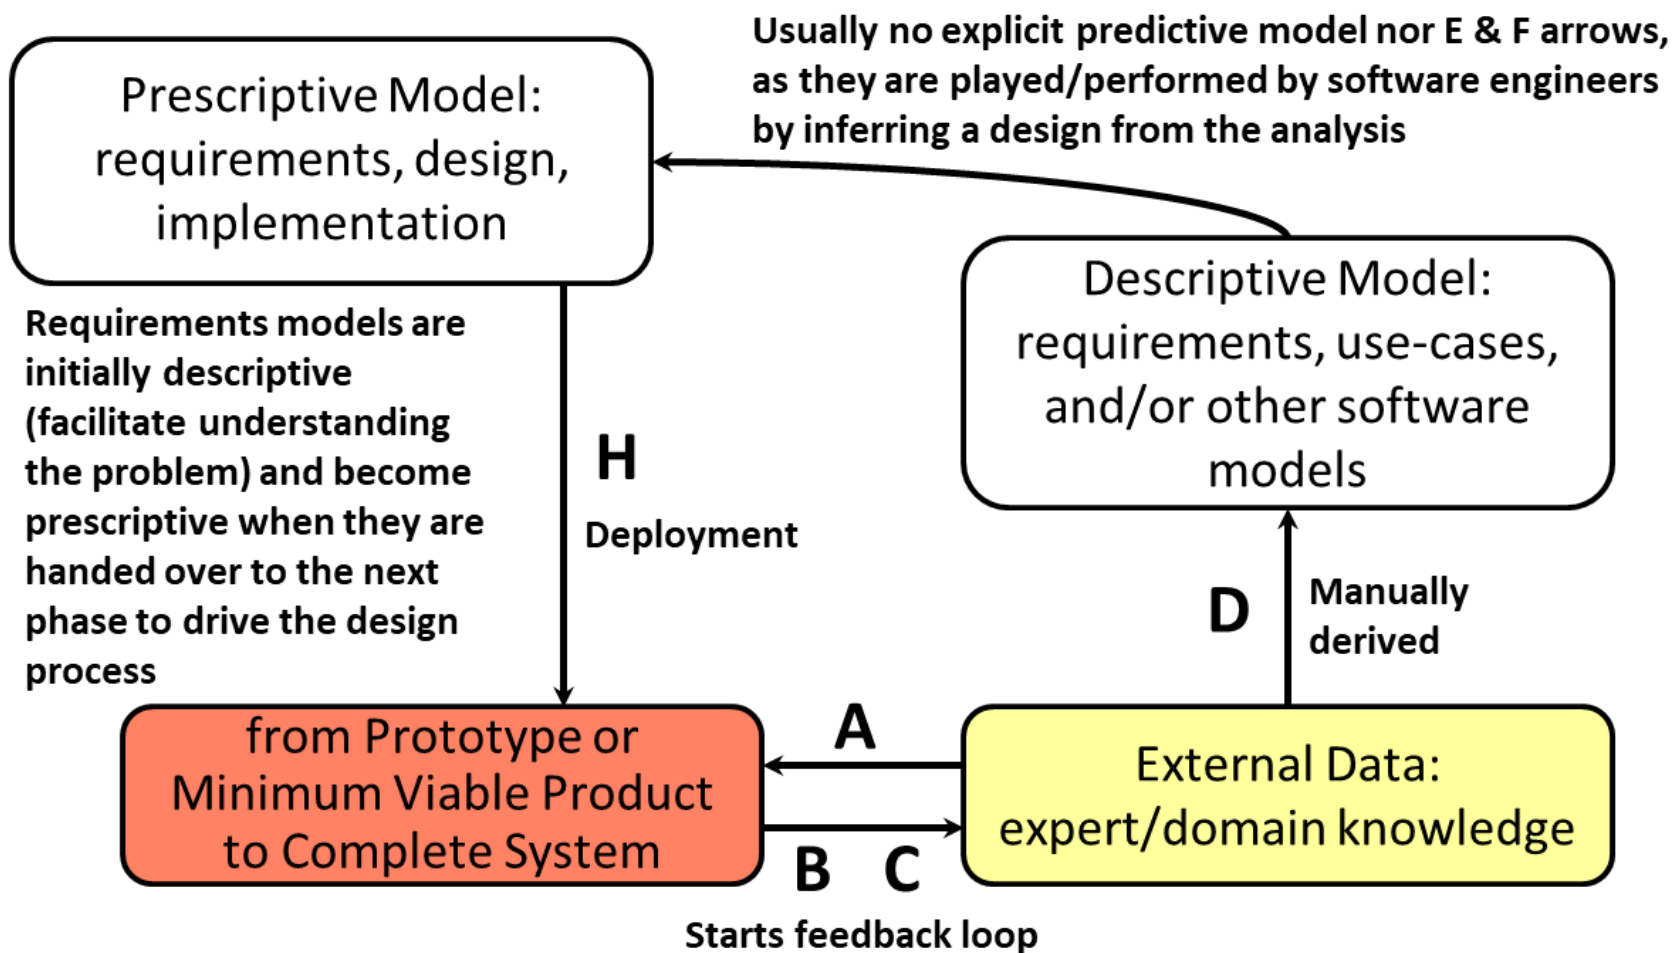 Usually no explicit predictive model nor E & F arrows,
as they are played/performed by software engineers
by inferring a design from the analysis
Prescriptive Model:
requirements, design,
implementation
Descriptive Model:
requirements, use-cases,
and/or other software
models
Requirements models are
initially descriptive
(facilitate understanding
the problem) and become
prescriptive when they are
handed over to the next
phase to drive the design
process
H
Deployment
D
Manually
derived
from Prototype or
Minimum Viable Product
to Complete System
A
B C
External Data:
expert/domain knowledge
Starts feedback loop